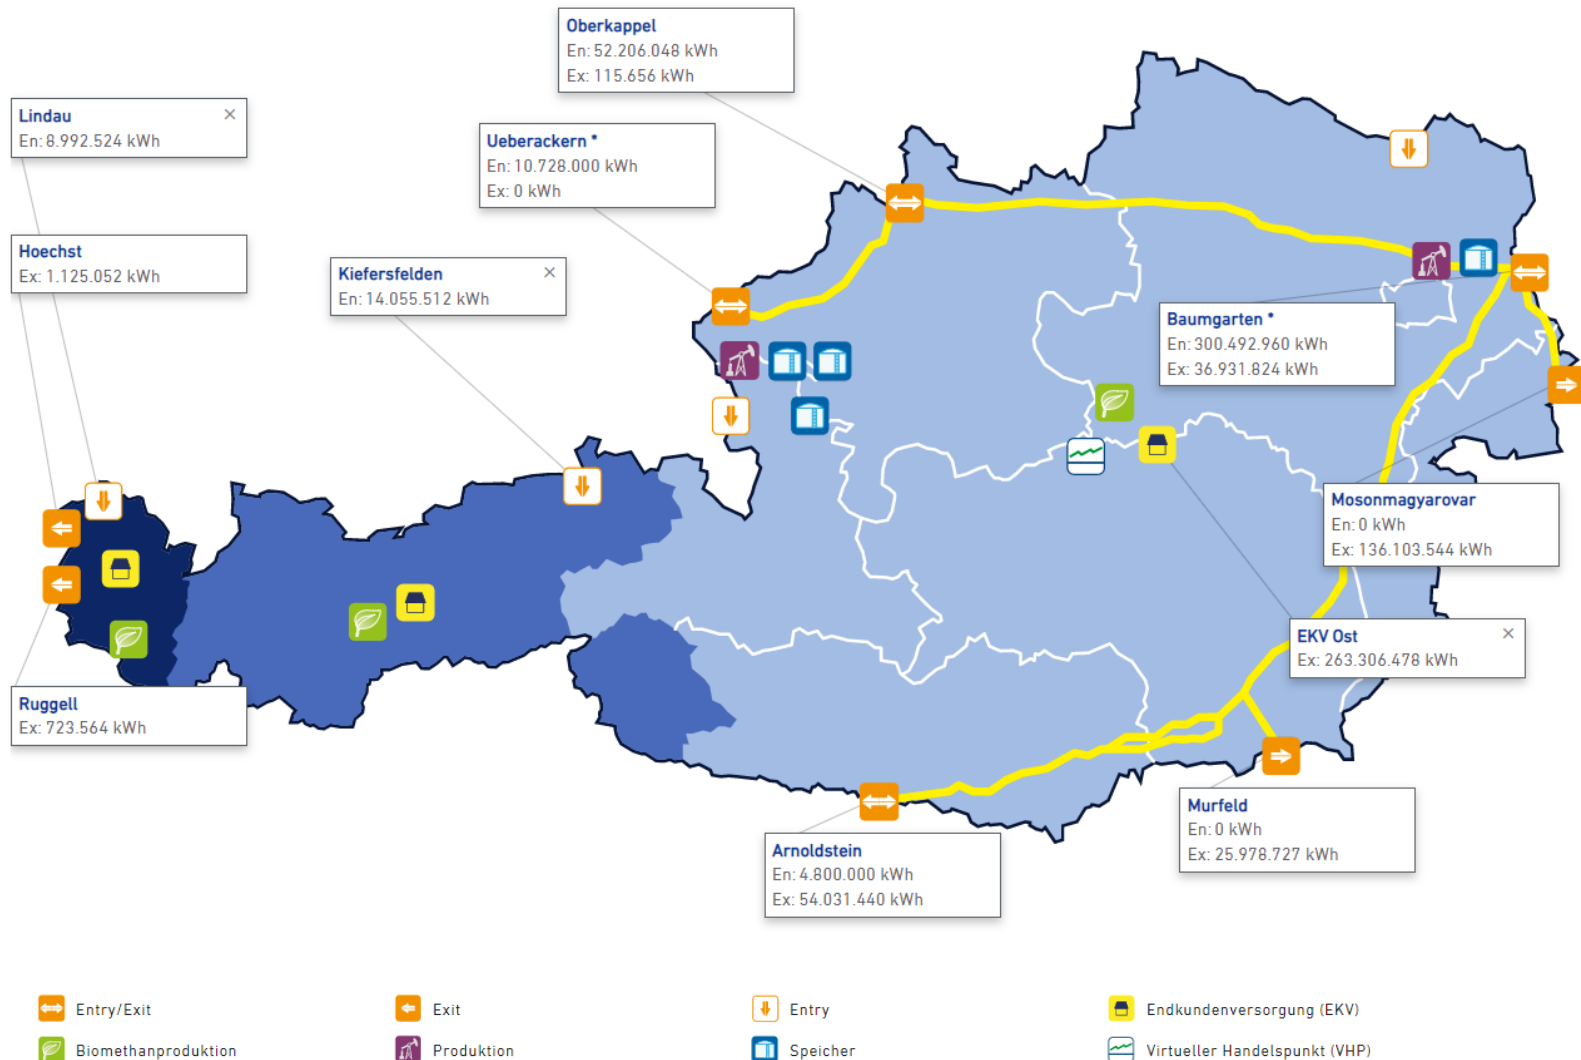 Oberkappel
En: 52.206.048 kWh
Ex: 115.656 kWh
Lindau
En: 8.992.524 kWh
Ueberackern *
En: 10.728.000 kWh
Ex: 0 kWh
Hoechst
Ex: 1.125.052 kWh
Kiefersfelden
En: 14.055.512 kWh
Baumgarten *
En: 300.492.960 kWh
Ex: 36.931.824 kWh
Mosonmagyarovar
En: 0 kWh
Ex: 136.103.544 kWh
EKV Ost
Ex: 263.306.478 kWh
Ruggell
Ex: 723.564 kWh
Murfeld
En: 0 kWh
Ex: 25.978.727 kWh
Arnoldstein
En: 4.800.000 kWh
Ex: 54.031.440 kWh
Entry/Exit
Exit
Entry
Endkundenversorgung (EKV)
Biomethanproduktion
Produktion
Speicher
Virtueller Handelspunkt (VHP)